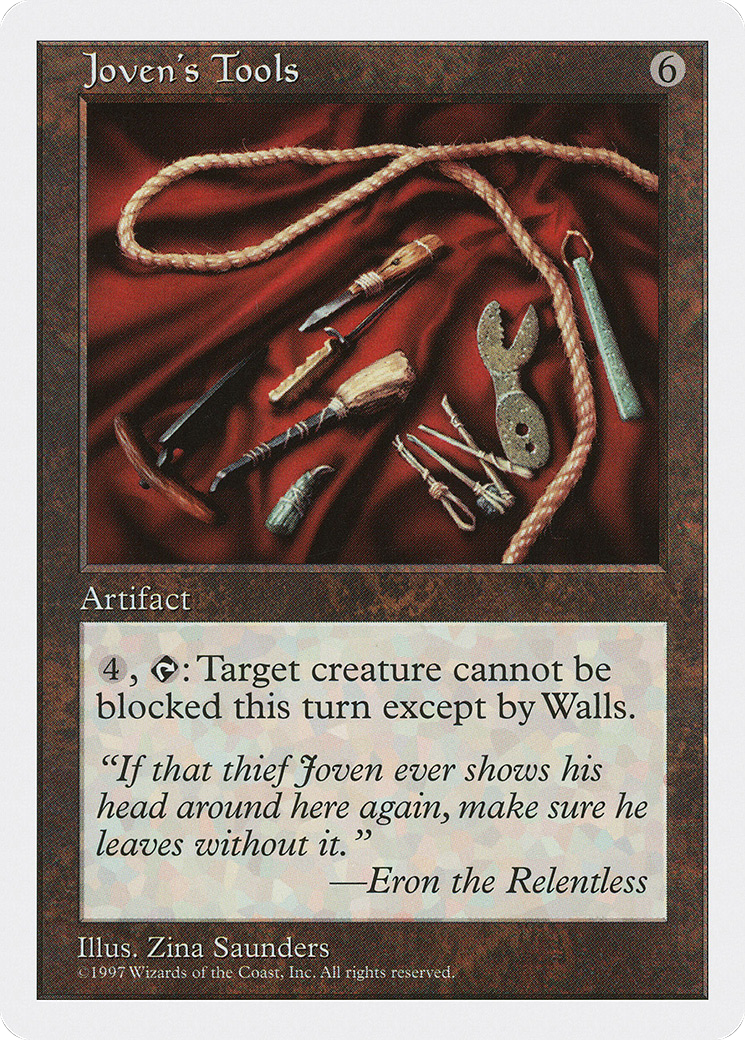 Joven's Tools 6
Artifact
4, : Target creature cannot be
blocked this turn except by Walls.
“If that thief Joven ever shows his
head around here again, make sure he
leaves without it.”
—Eron the Relentless
Illus. Zina Saunders
©1997 Wizards of the Coast, Inc. All rights reserved.